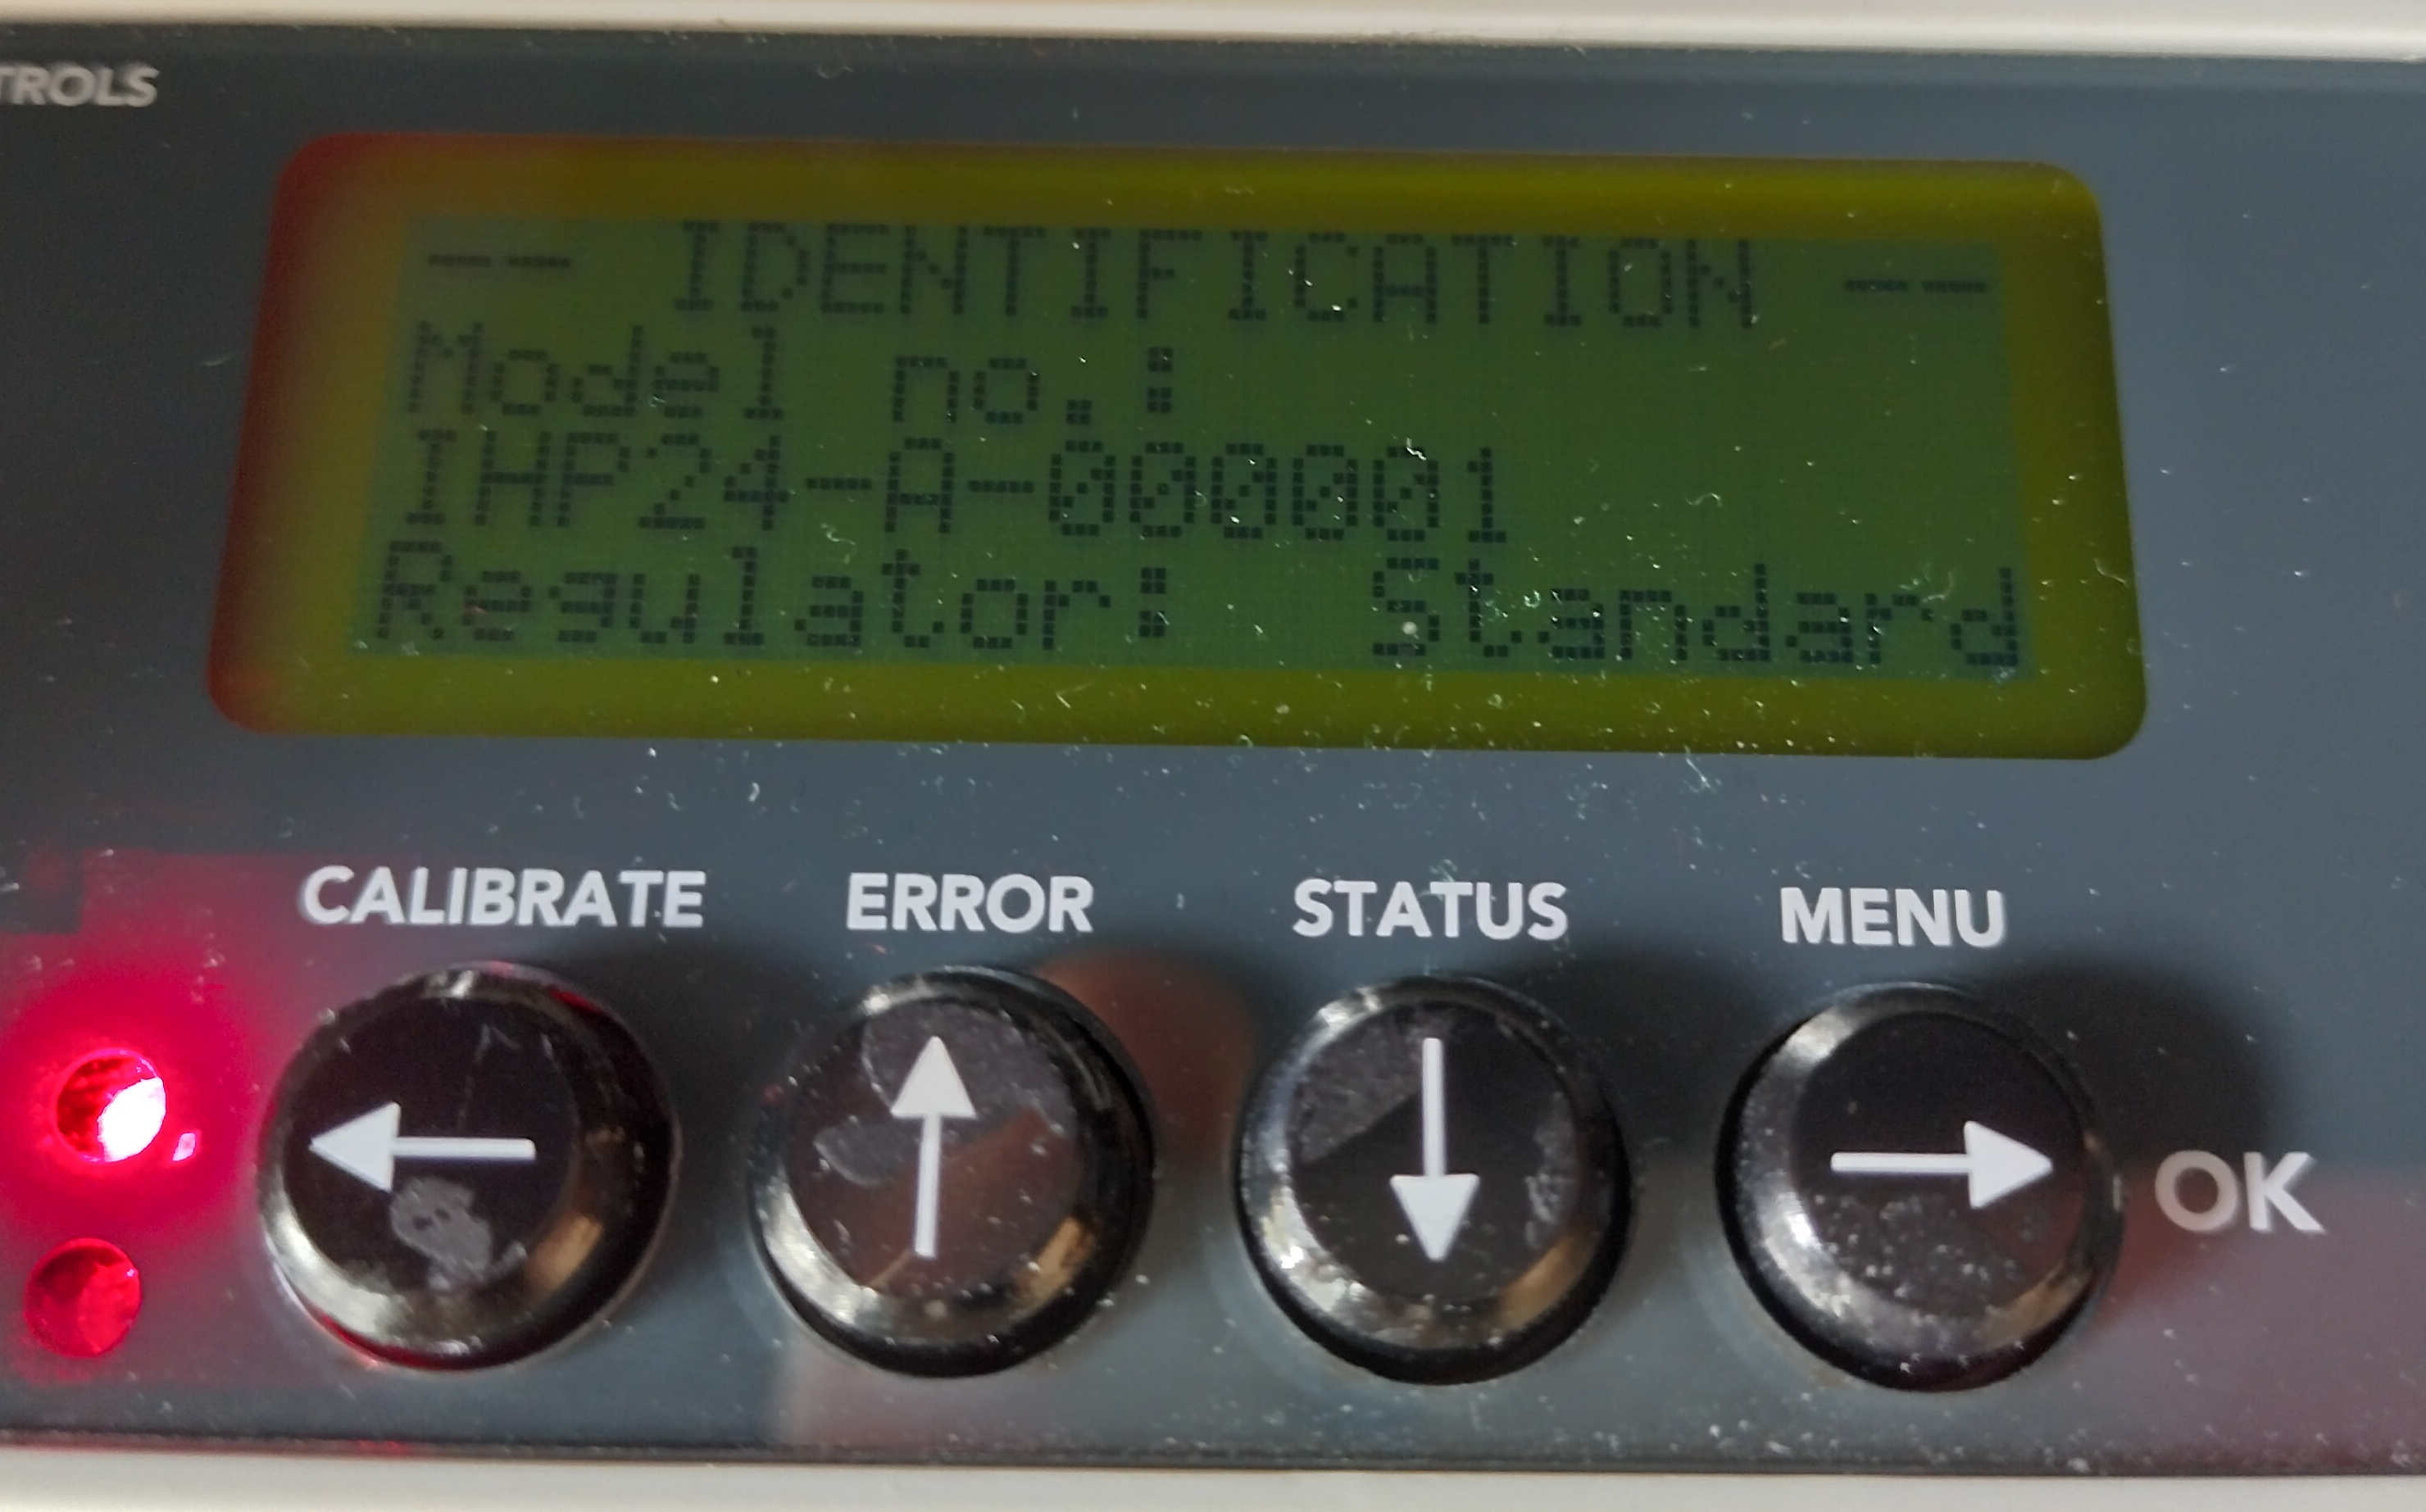 TROLS
-- IDENTIFICATION --
Model no.:
IHP24-A-000001
Regulator: Standard
CALIBRATE ERROR STATUS MENU
OK